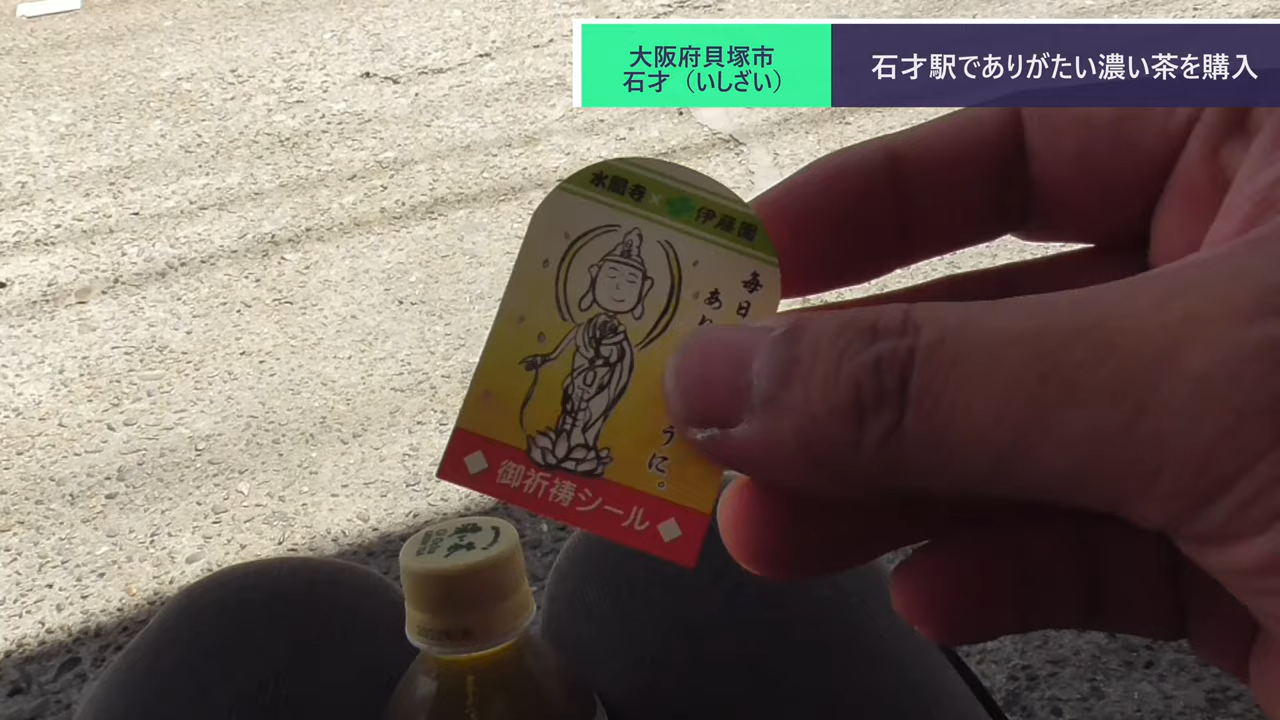 大阪府貝塚市
石才（いしざい）
石才駅でありがたい濃い茶を購入
水間寺×伊藤園
毎日
あり
うに。
◆御祈祷シール◆